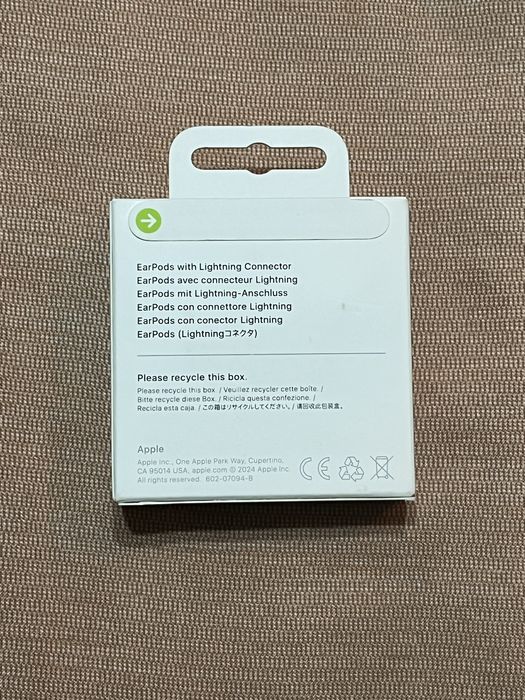 EarPods with Lightning Connector
EarPods avec connecteur Lightning
EarPods mit Lightning-Anschluss
EarPods con connettore Lightning
EarPods con conector Lightning
EarPods (Lightningコネクタ)
Please recycle this box.
Please recycle this box. / Veuillez recycler cette boîte. /
Bitte recycle diese Box. / Ricicla questa confezione. /
Recicla esta caja. / この箱はリサイクルしてください。/ 请回收此包装盒。
Apple
Apple Inc., One Apple Park Way, Cupertino,
CA 95014 USA. apple.com © 2024 Apple Inc.
All rights reserved. 602-07094-B
CE